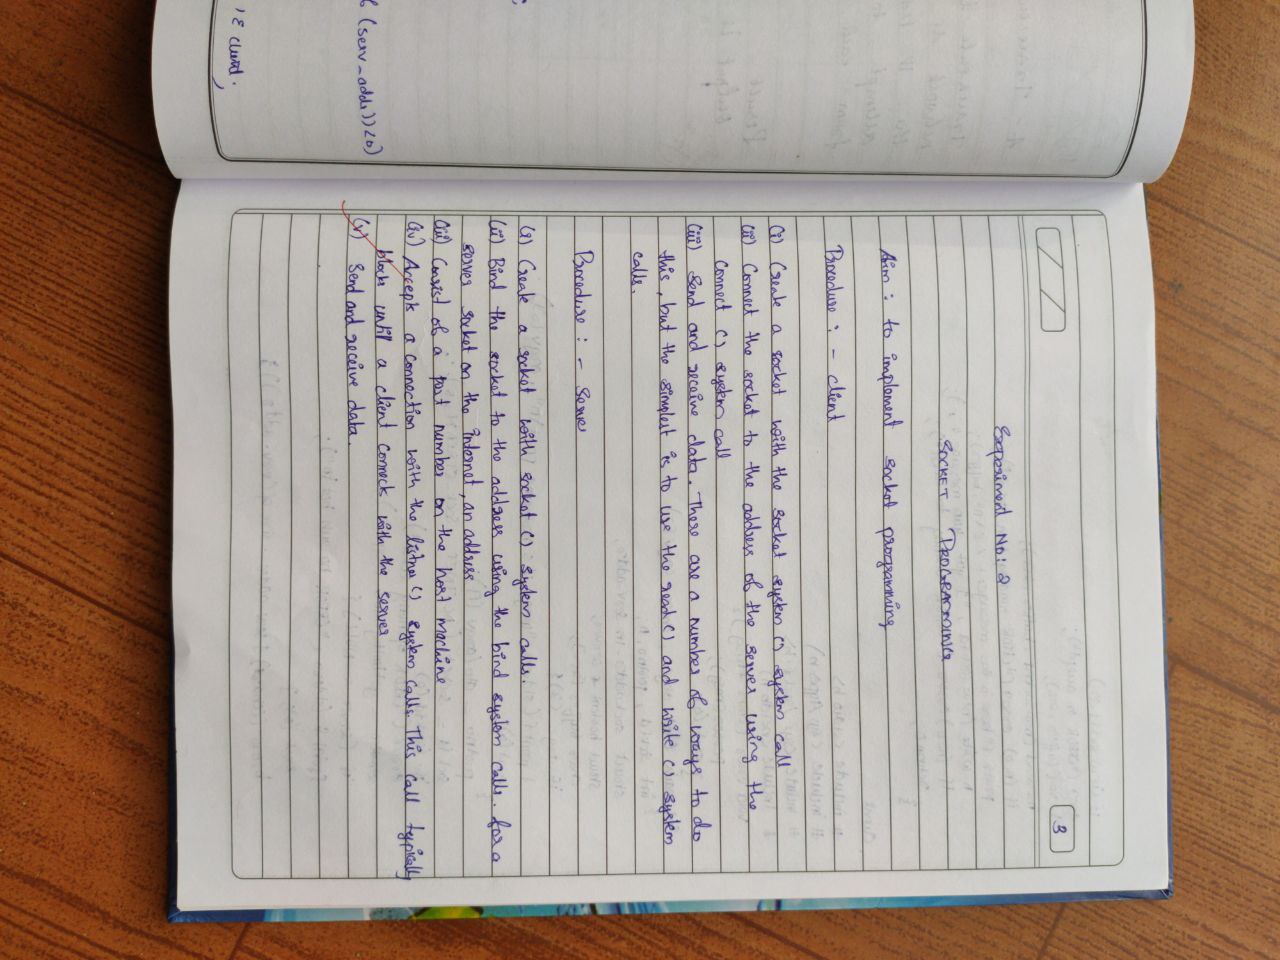 3
Experiment No: 2
SOCKET PROGRAMMING
Aim : to implement socket programming
Procedure : - client
(i) Create a socket with the socket system () system call
(ii) Connect the socket to the address of the server using the
connect () system call
(iii) Send and receive data. There are a number of ways to do
this, but the simplest is to use the read () and write () system
calls.
Procedure : - Server
(i) Create a socket with socket () system calls.
(ii) Bind the socket to the address using the bind system calls. for a
server socket on the internet, an address
(iii) Consist of a port number on the host machine
(iv) Accept a connection with the listner () system calls. This call typically
blocks until a client connect with the server
(v) Send and receive data.
(serv_addr)) < 0)
client,